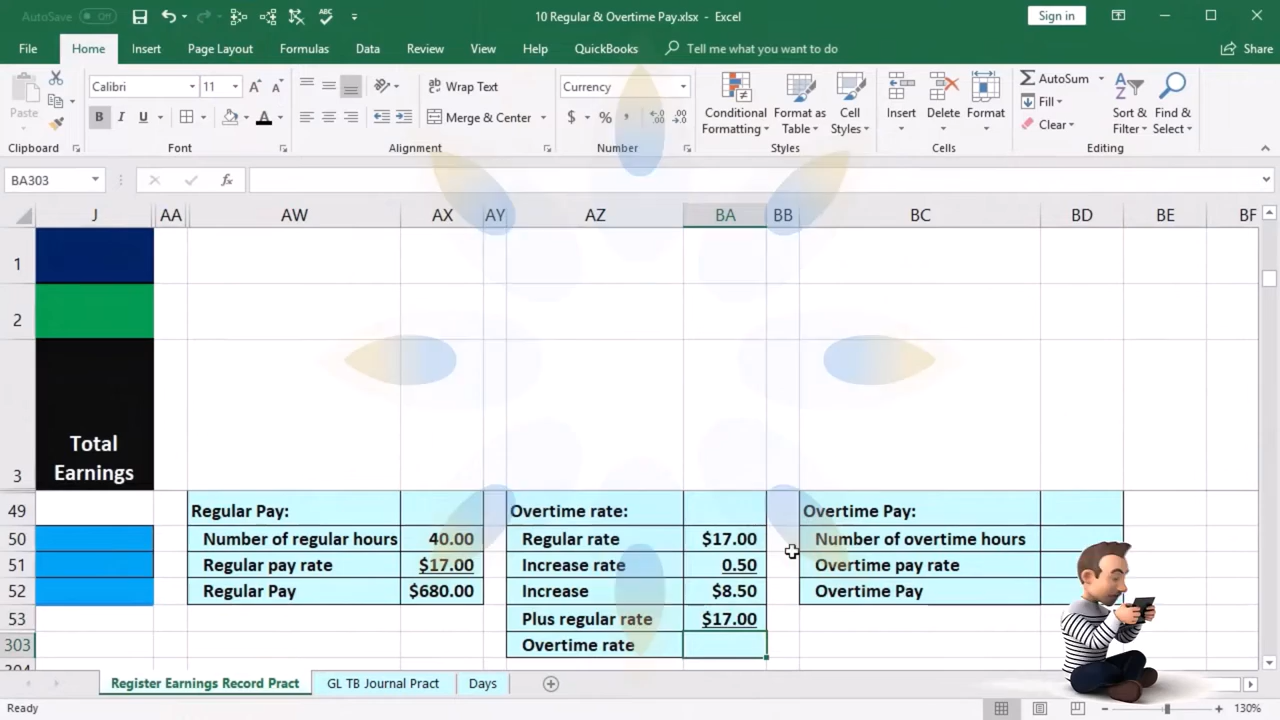 AutoSave Off
10 Regular & Overtime Pay.xlsx - Excel
Sign in
File Home Insert Page Layout Formulas Data Review View Help QuickBooks Tell me what you want to do Share
Paste
Calibri 11
B I U
Wrap Text
Merge & Center
Currency
$ % ,
Conditional Formatting
Format as Table
Cell Styles
Insert
Delete
Format
AutoSum
Fill
Clear
Sort & Filter
Find & Select
Clipboard Font Alignment Number Styles Cells Editing
BA303 fx
J AA AW AX AY AZ BA BB BC BD BE BF
1
2
3 Total Earnings
49 Regular Pay: Overtime rate: Overtime Pay:
50 Number of regular hours 40.00 Regular rate $17.00 Number of overtime hours
51 Regular pay rate $17.00 Increase rate 0.50 Overtime pay rate
52 Regular Pay $680.00 Increase $8.50 Overtime Pay
53 Plus regular rate $17.00
303 Overtime rate
Register Earnings Record Pract GL TB Journal Pract Days
Ready 130%